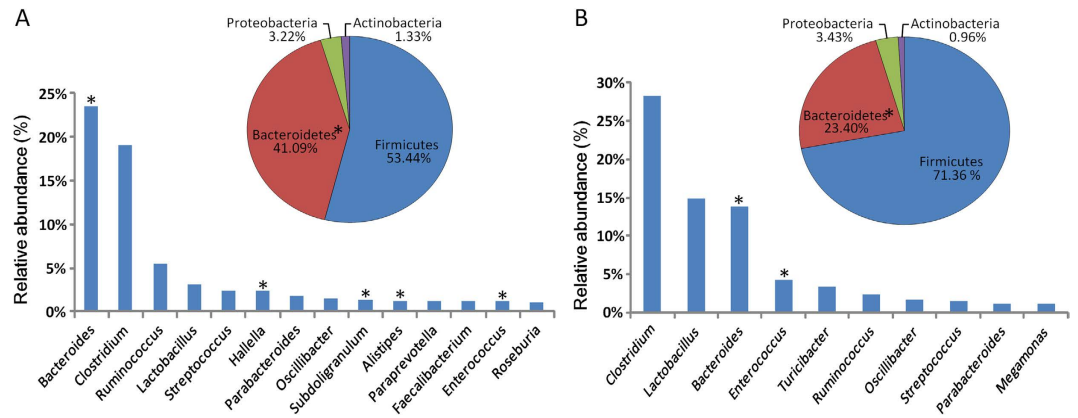 A
Proteobacteria
3.22%
Actinobacteria
1.33%
Bacteroidetes*
41.09%
Firmicutes
53.44%
Relative abundance (%)
25%
20%
15%
10%
5%
0%
*
*
*
*
*
Bacteroides
Clostridium
Ruminococcus
Lactobacillus
Streptococcus
Hallella
Parabacteroides
Oscillibacter
Subdoligranulum
Alistipes
Paraprevotella
Faecalibacterium
Enterococcus
Roseburia
B
Proteobacteria
3.43%
Actinobacteria
0.96%
Bacteroidetes*
23.40%
Firmicutes
71.36 %
Relative abundance (%)
30%
25%
20%
15%
10%
5%
0%
*
*
Clostridium
Lactobacillus
Bacteroides
Enterococcus
Turicibacter
Ruminococcus
Oscillibacter
Streptococcus
Parabacteroides
Megamonas